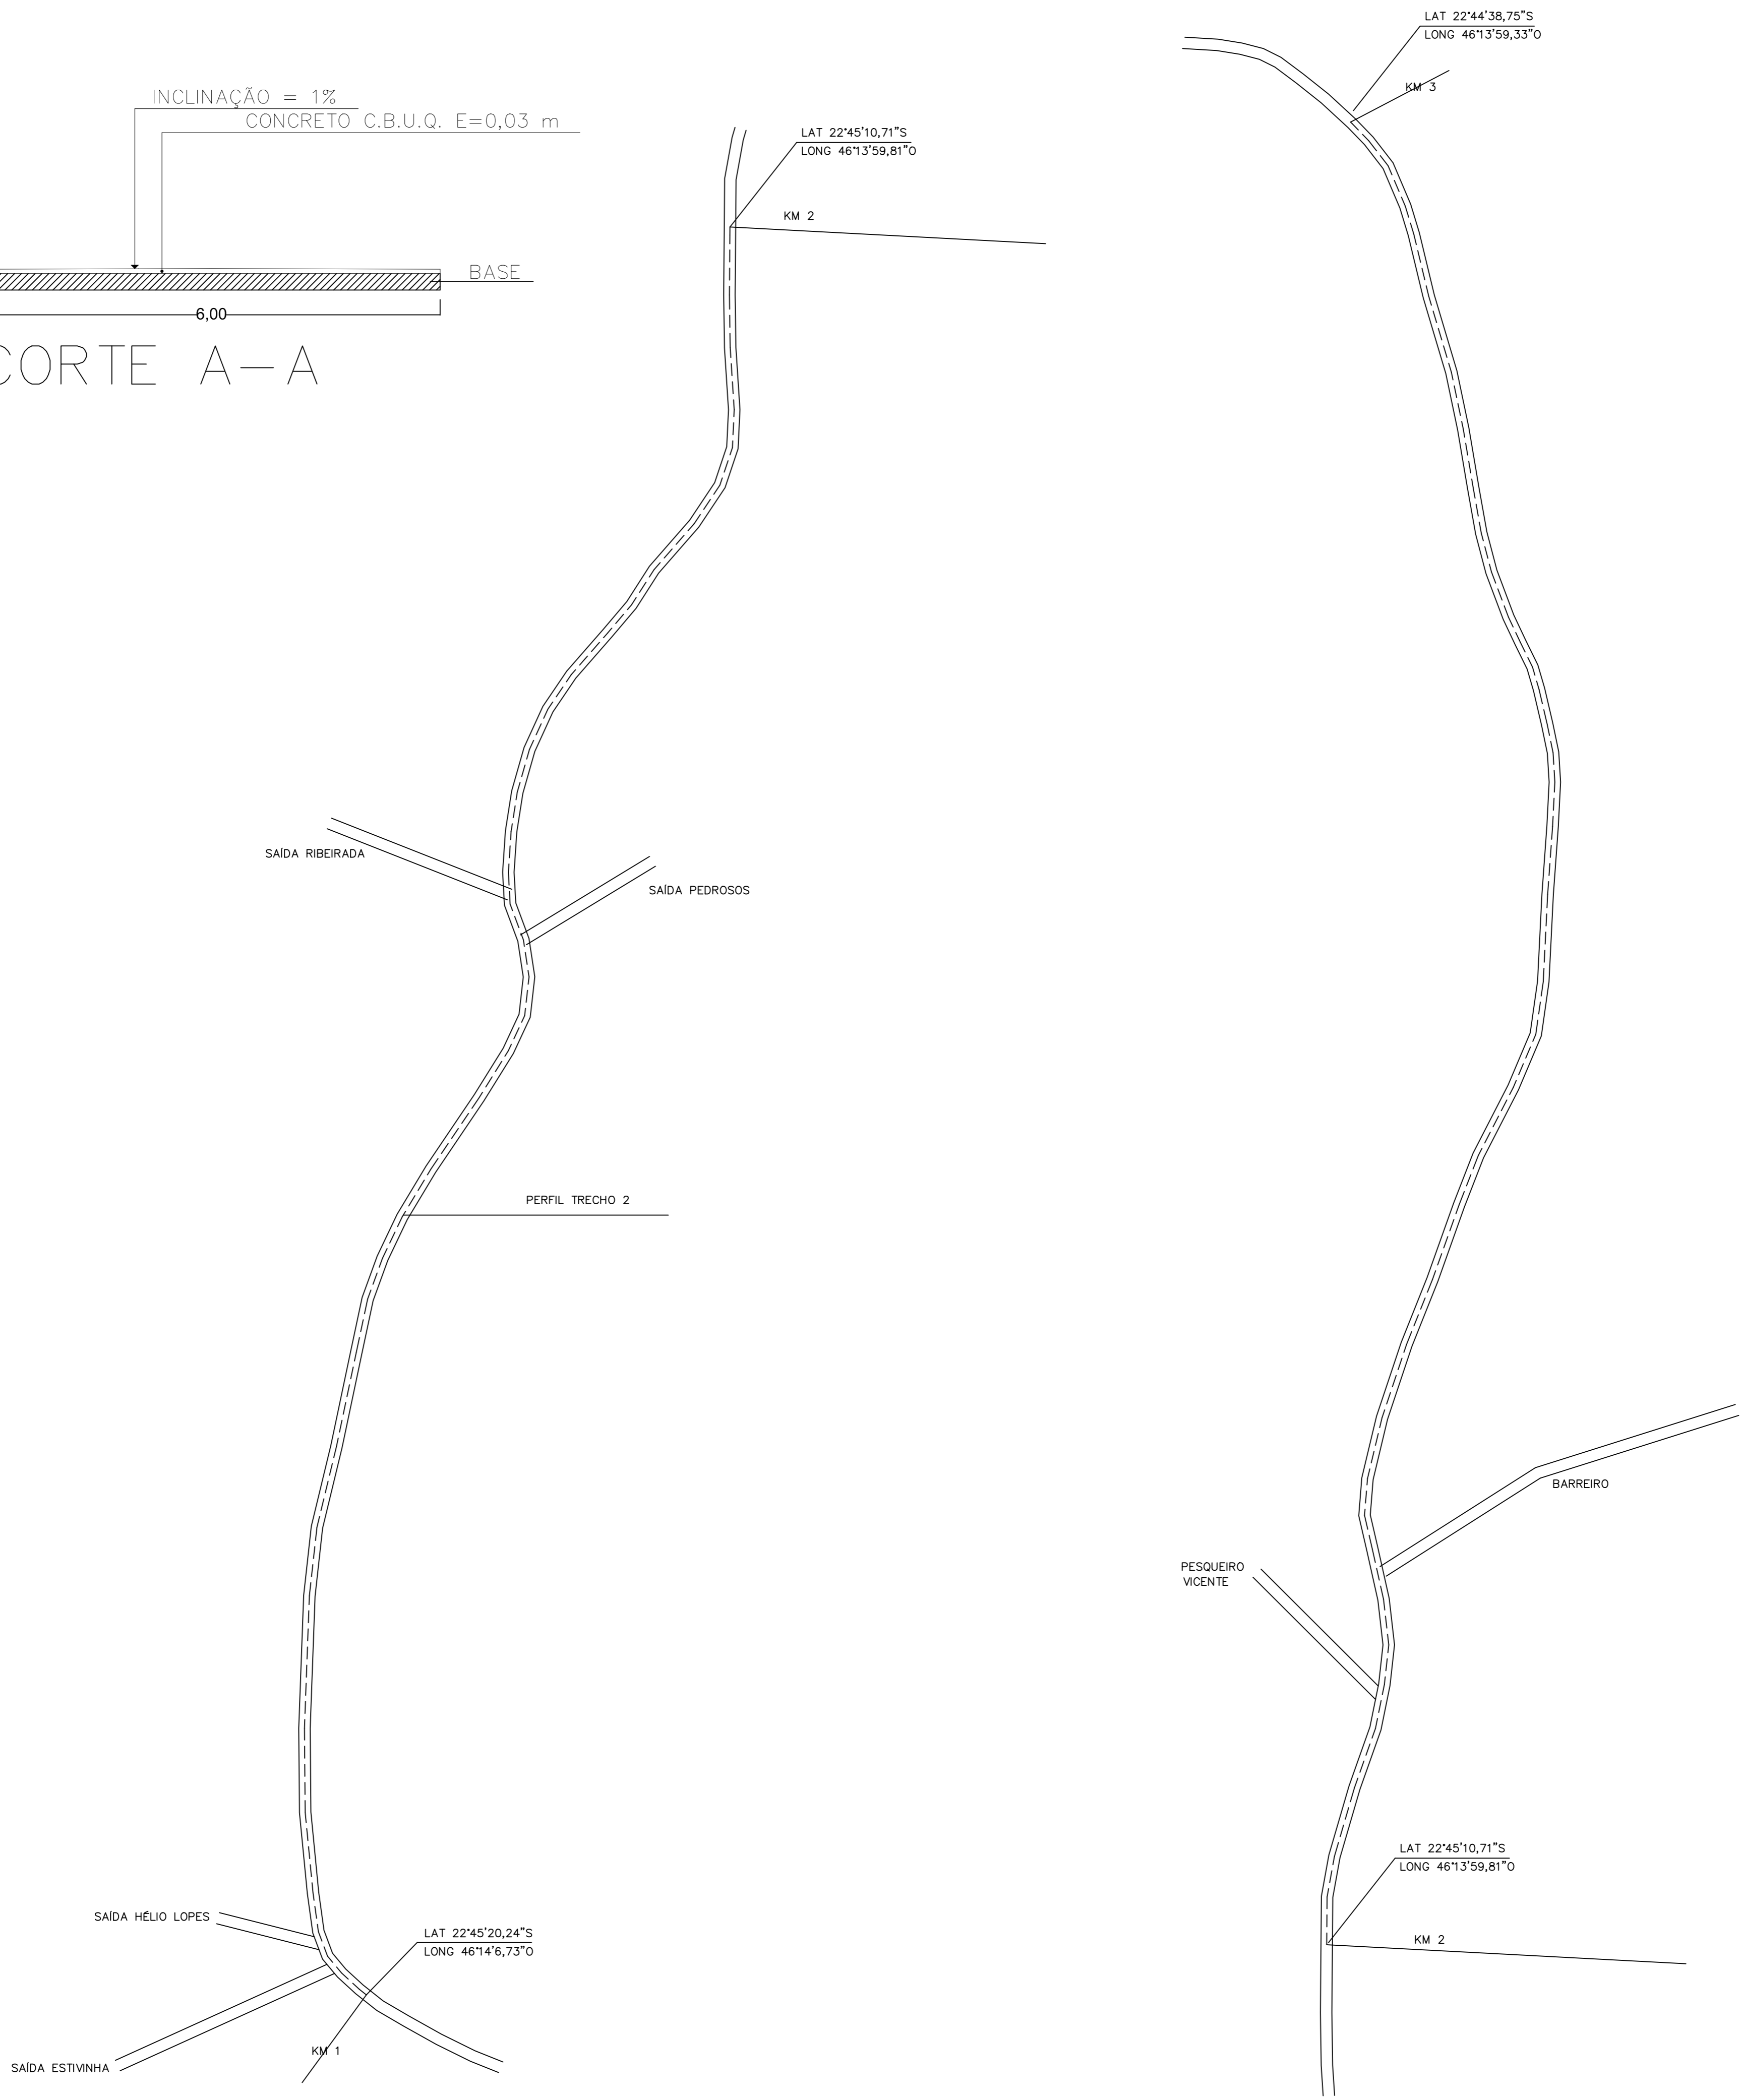 INCLINAÇÃO = 1%
CONCRETO C.B.U.Q. E=0,03 m
BASE
6,00
CORTE A-A
LAT 22°45'10,71"S
LONG 46°13'59,81"O
KM 2
SAÍDA RIBEIRADA
SAÍDA PEDROSOS
PERFIL TRECHO 2
SAÍDA HÉLIO LOPES
LAT 22°45'20,24"S
LONG 46°14'6,73"O
KM 1
SAÍDA ESTIVINHA
LAT 22°44'38,75"S
LONG 46°13'59,33"O
KM 3
BARREIRO
PESQUEIRO
VICENTE
LAT 22°45'10,71"S
LONG 46°13'59,81"O
KM 2